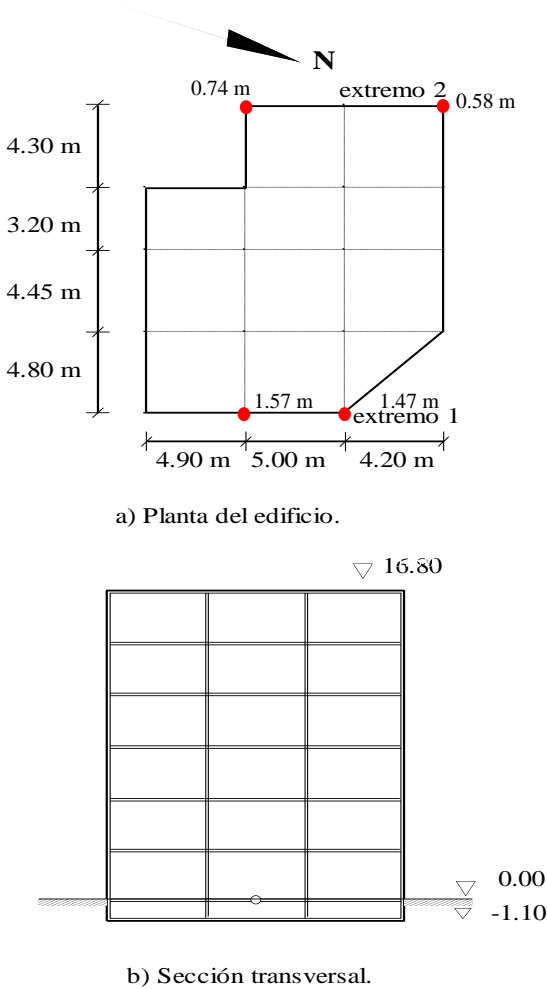 N
0.74 m
extremo 2
0.58 m
4.30 m
3.20 m
4.45 m
4.80 m
1.57 m
1.47 m
extremo 1
4.90 m
5.00 m
4.20 m
a) Planta del edificio.
16.80
0.00
-1.10
b) Sección transversal.